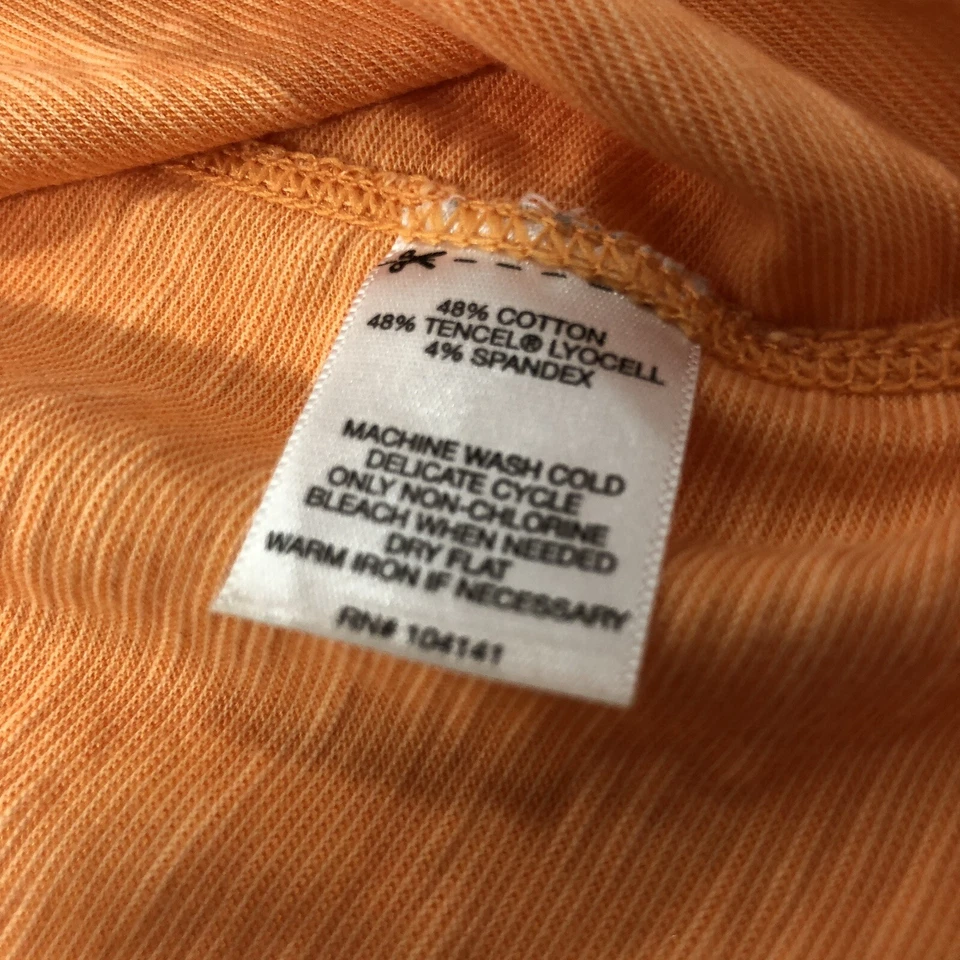 48% COTTON
48% TENCEL® LYOCELL
4% SPANDEX
MACHINE WASH COLD
DELICATE CYCLE
ONLY NON-CHLORINE
BLEACH WHEN NEEDED
DRY FLAT
WARM IRON IF NECESSARY
RN# 104141